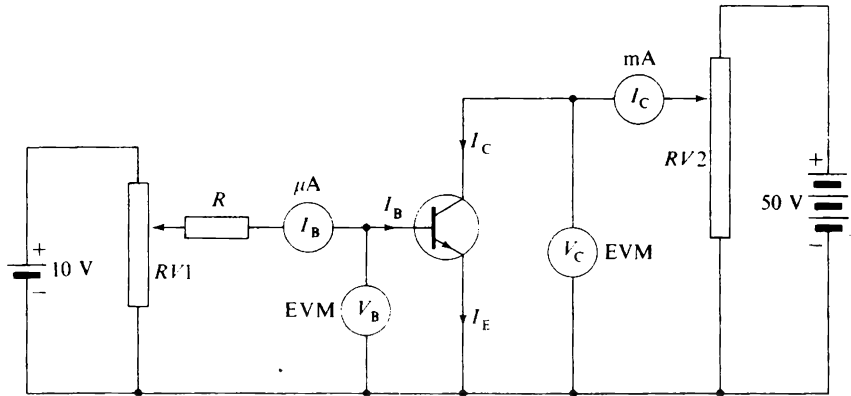 mA
I_C
I_C
RV2
+
50 V
−
μA
R
I_B
I_B
+
10 V
−
RV1
V_C EVM
EVM V_B
I_E